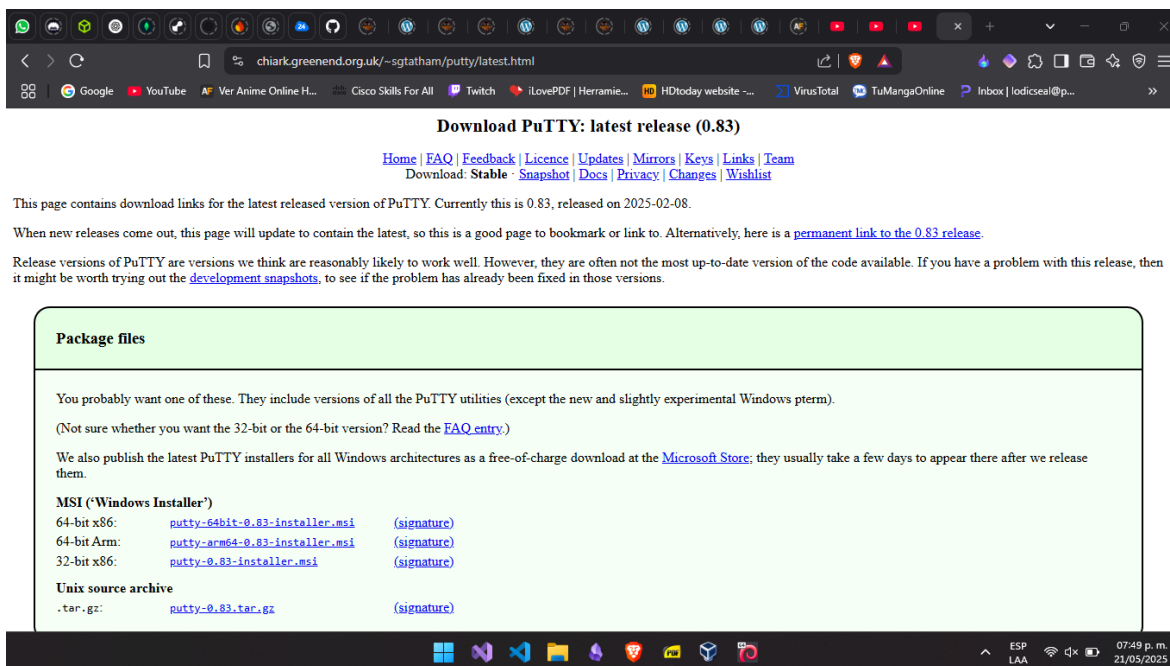 chiark.greenend.org.uk/~sgtatham/putty/latest.html
Google YouTube Ver Anime Online H... Cisco Skills For All Twitch iLovePDF | Herramie... HDtoday website -... VirusTotal TuMangaOnline Inbox | lodicseal@p... »
Download PuTTY: latest release (0.83)
Home | FAQ | Feedback | Licence | Updates | Mirrors | Keys | Links | Team
Download: Stable · Snapshot | Docs | Privacy | Changes | Wishlist
This page contains download links for the latest released version of PuTTY. Currently this is 0.83, released on 2025-02-08.
When new releases come out, this page will update to contain the latest, so this is a good page to bookmark or link to. Alternatively, here is a permanent link to the 0.83 release.
Release versions of PuTTY are versions we think are reasonably likely to work well. However, they are often not the most up-to-date version of the code available. If you have a problem with this release, then
it might be worth trying out the development snapshots, to see if the problem has already been fixed in those versions.
Package files
You probably want one of these. They include versions of all the PuTTY utilities (except the new and slightly experimental Windows pterm).
(Not sure whether you want the 32-bit or the 64-bit version? Read the FAQ entry.)
We also publish the latest PuTTY installers for all Windows architectures as a free-of-charge download at the Microsoft Store; they usually take a few days to appear there after we release
them.
MSI (‘Windows Installer’)
64-bit x86: putty-64bit-0.83-installer.msi (signature)
64-bit Arm: putty-arm64-0.83-installer.msi (signature)
32-bit x86: putty-0.83-installer.msi (signature)
Unix source archive
.tar.gz: putty-0.83.tar.gz (signature)
ESP 07:49 p. m.
LAA 21/05/2025